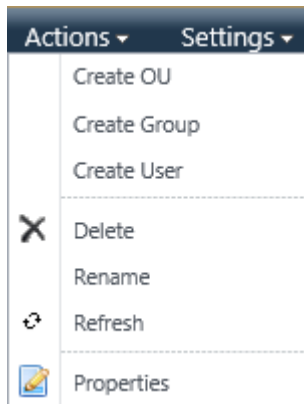 Actions Settings
Create OU
Create Group
Create User
Delete
Rename
Refresh
Properties